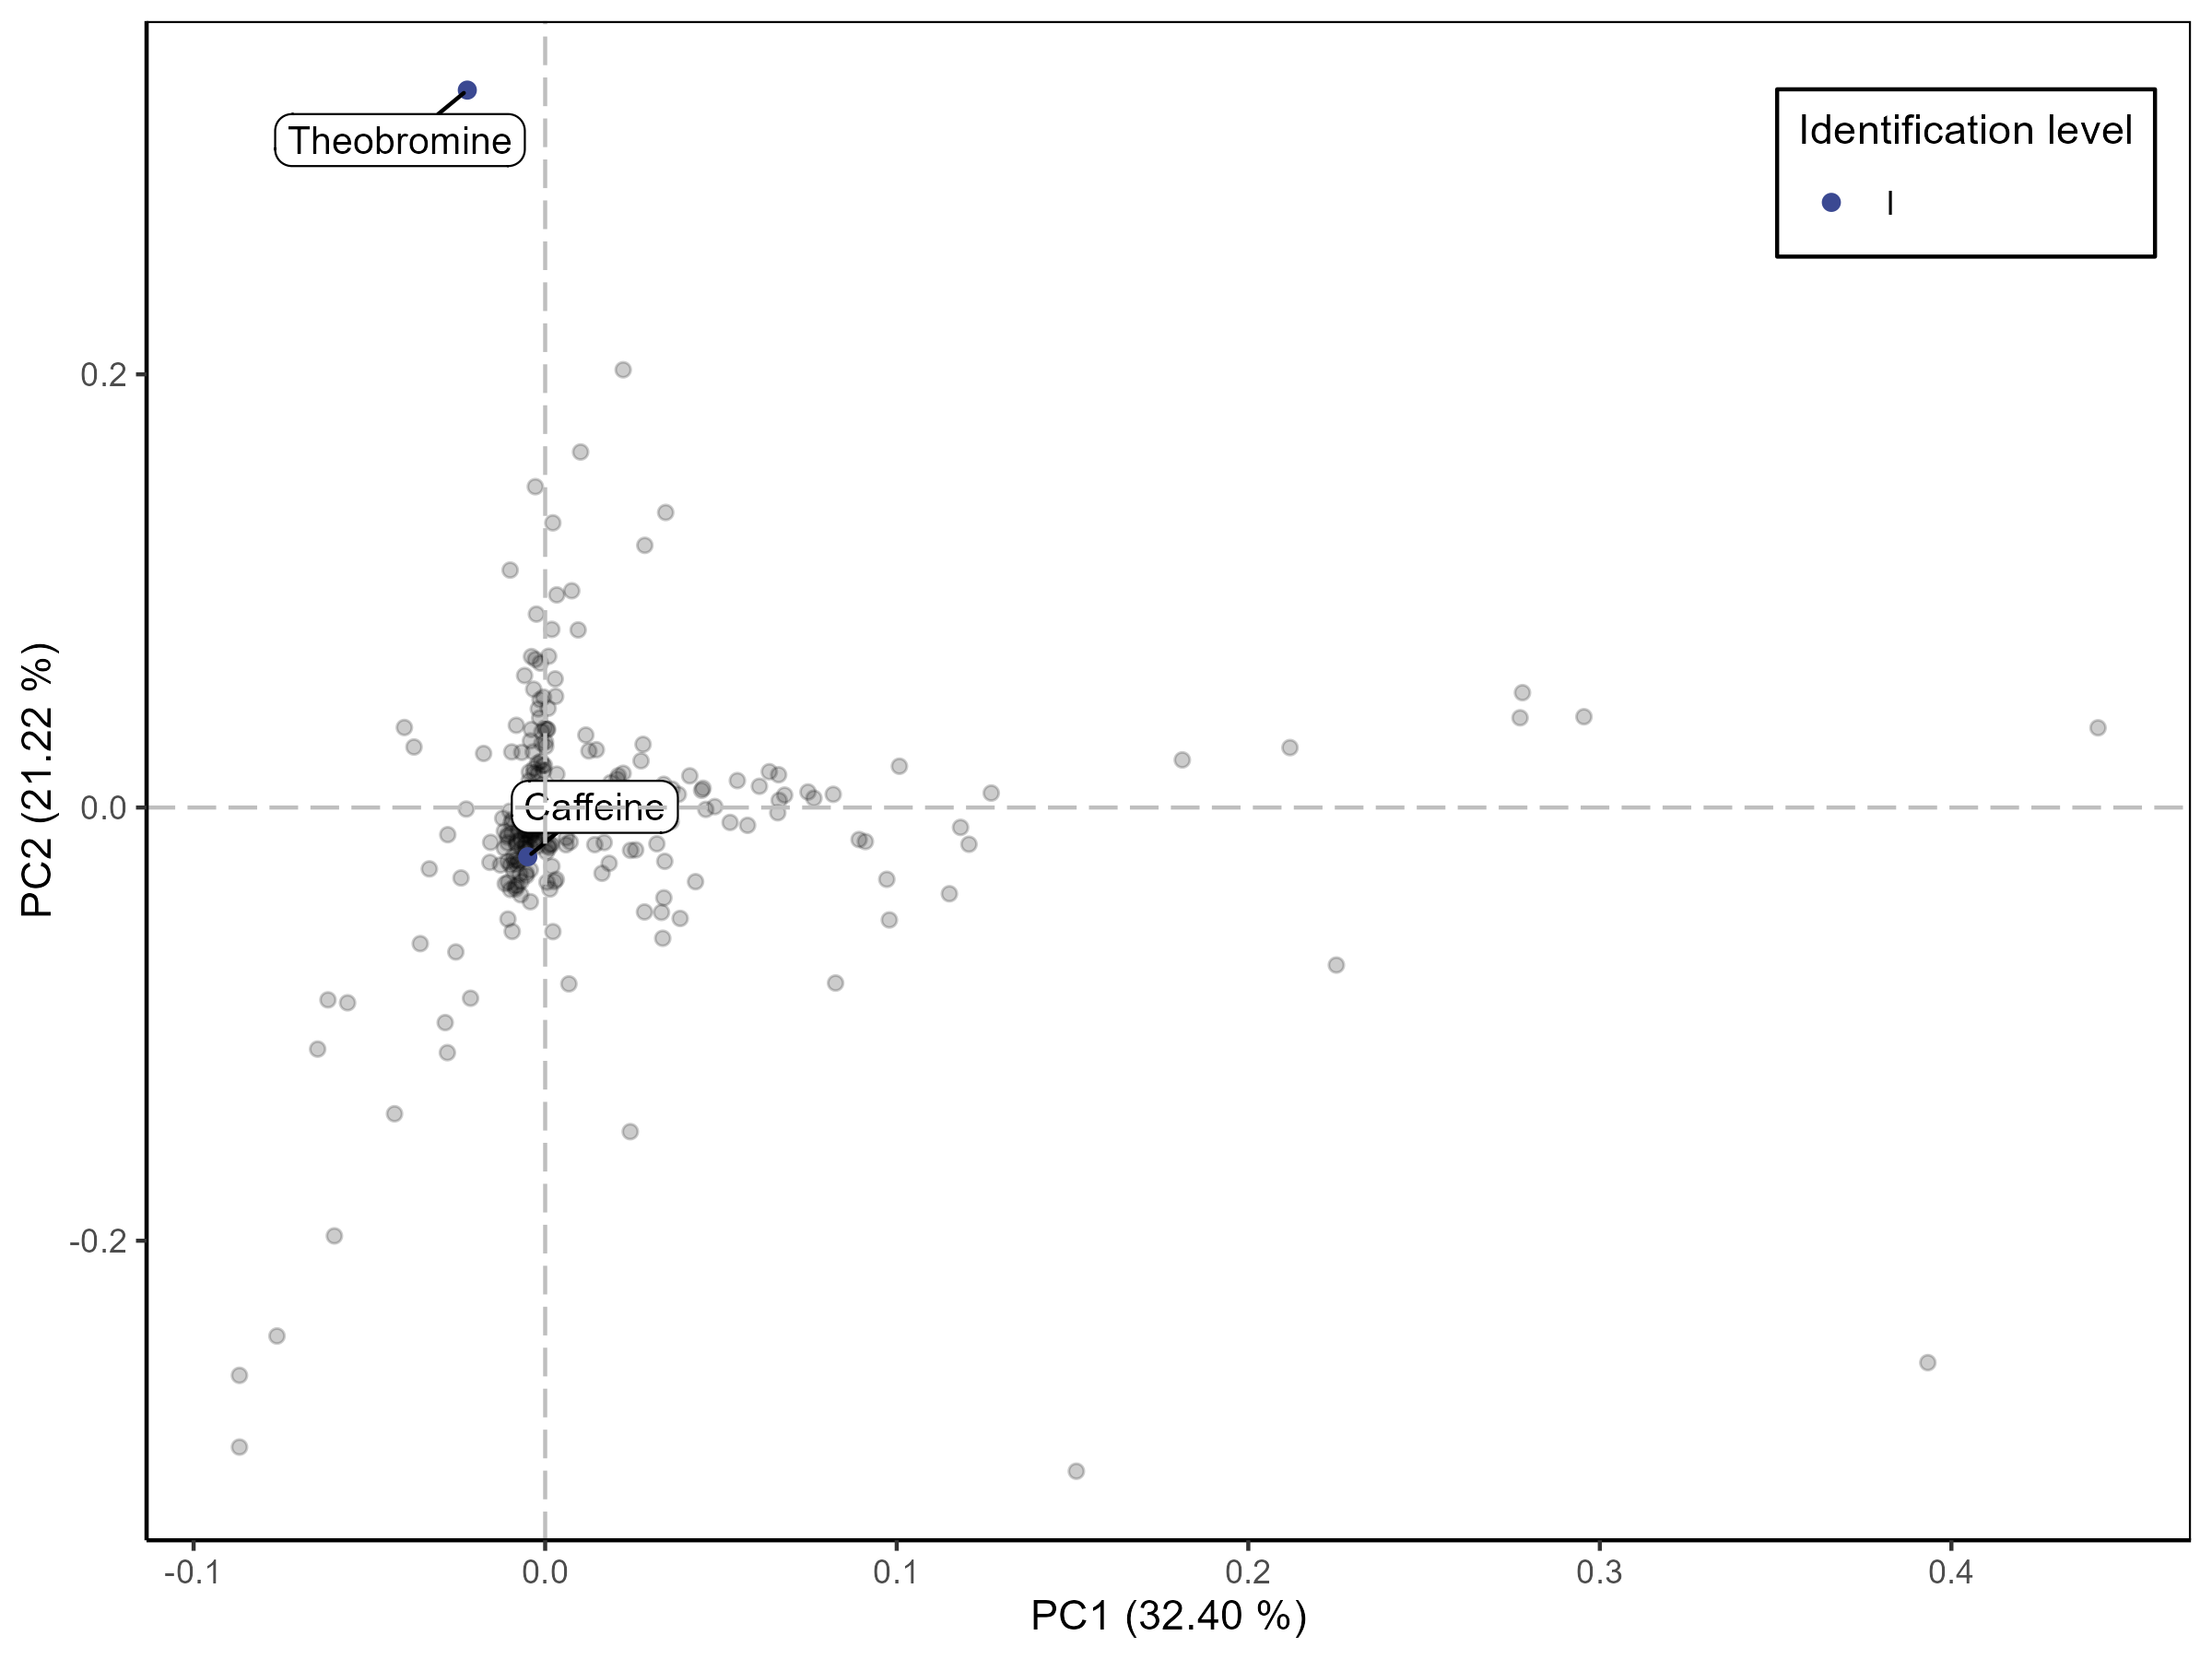 Theobromine
Identification level
I
Caffeine
PC2 (21.22 %)
0.2
0.0
-0.2
-0.1
0.0
0.1
0.2
0.3
0.4
PC1 (32.40 %)